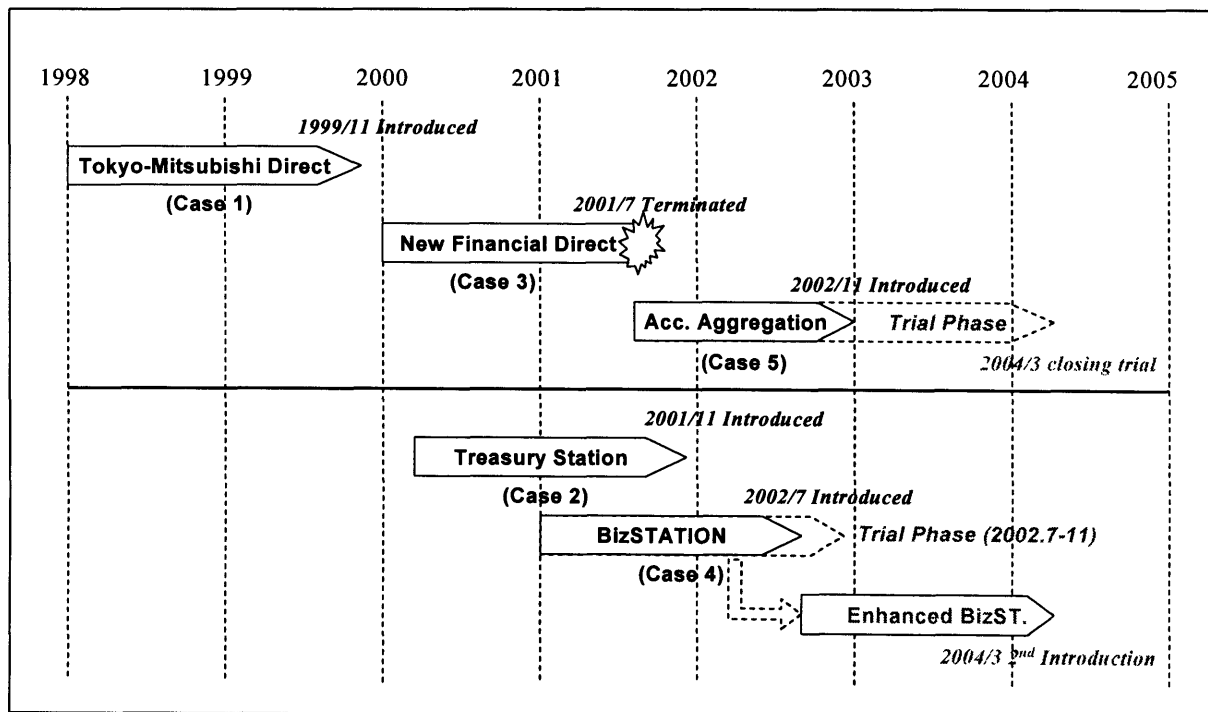 1998 1999 2000 2001 2002 2003 2004 2005
1999/11 Introduced
Tokyo-Mitsubishi Direct
(Case 1)
2001/7 Terminated
New Financial Direct
(Case 3)
2002/11 Introduced
Acc. Aggregation Trial Phase
(Case 5)
2004/3 closing trial
2001/11 Introduced
Treasury Station
(Case 2)
2002/7 Introduced
BizSTATION Trial Phase (2002.7-11)
(Case 4)
Enhanced BizST.
2004/3 2nd Introduction